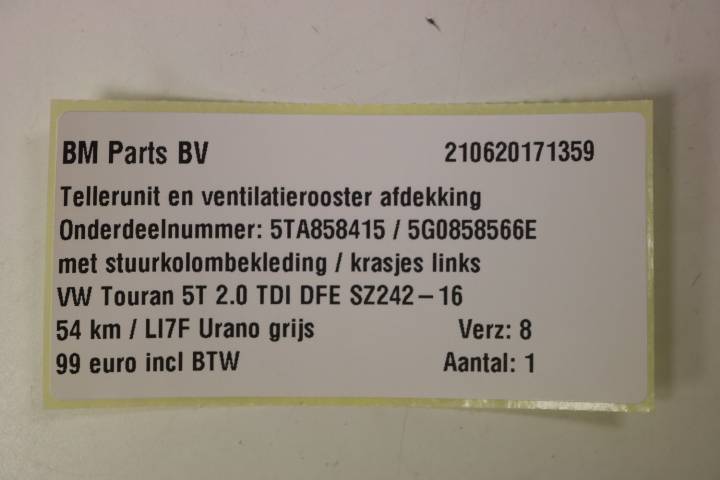 BM Parts BV 210620171359
Tellerunit en ventilatierooster afdekking
Onderdeelnummer: 5TA858415 / 5G0858566E
met stuurkolombekleding / krasjes links
VW Touran 5T 2.0 TDI DFE SZ242 – 16
54 km / LI7F Urano grijs Verz: 8
99 euro incl BTW Aantal: 1